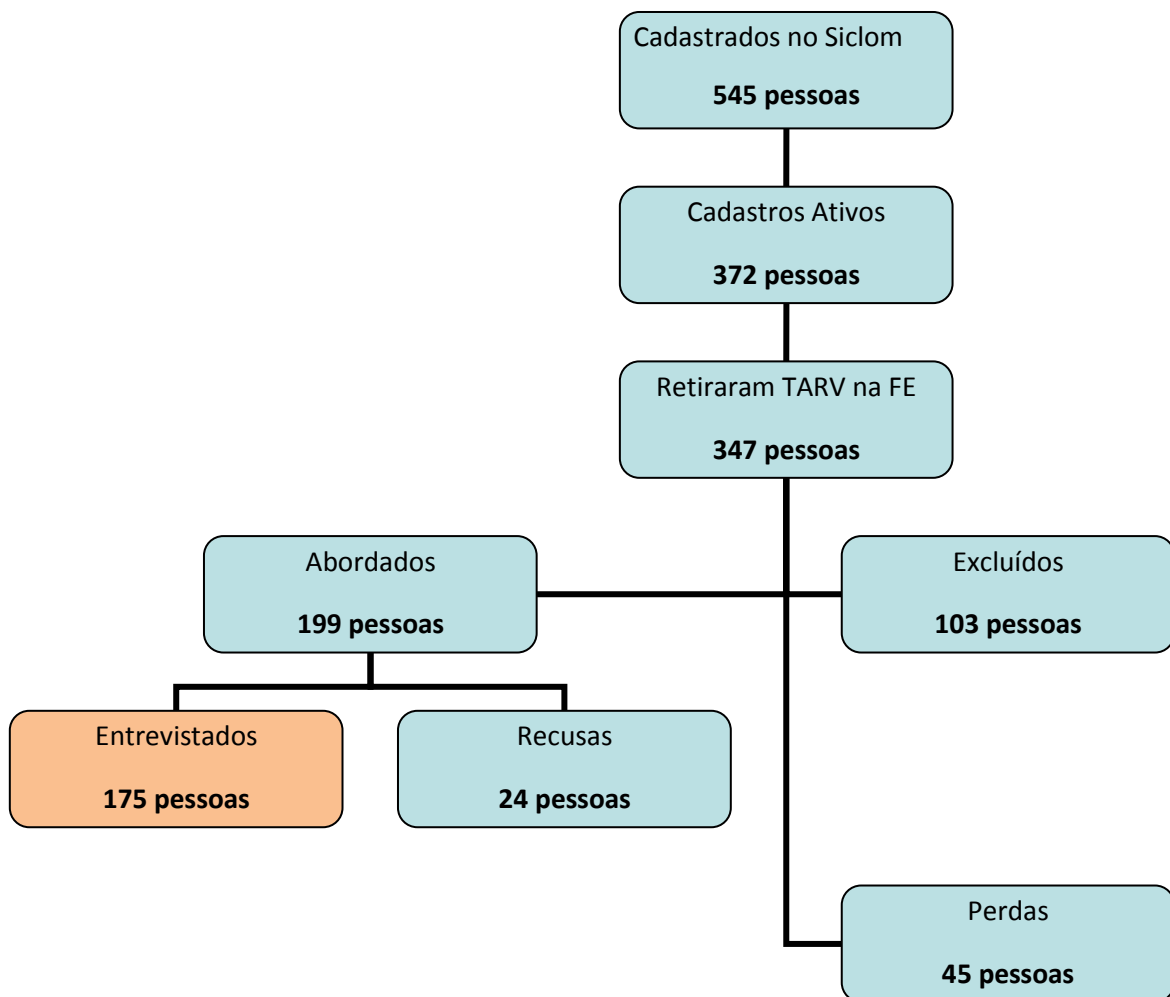 Cadastrados no Siclom
545 pessoas
Cadastros Ativos
372 pessoas
Retiraram TARV na FE
347 pessoas
Abordados
199 pessoas
Excluídos
103 pessoas
Entrevistados
175 pessoas
Recusas
24 pessoas
Perdas
45 pessoas